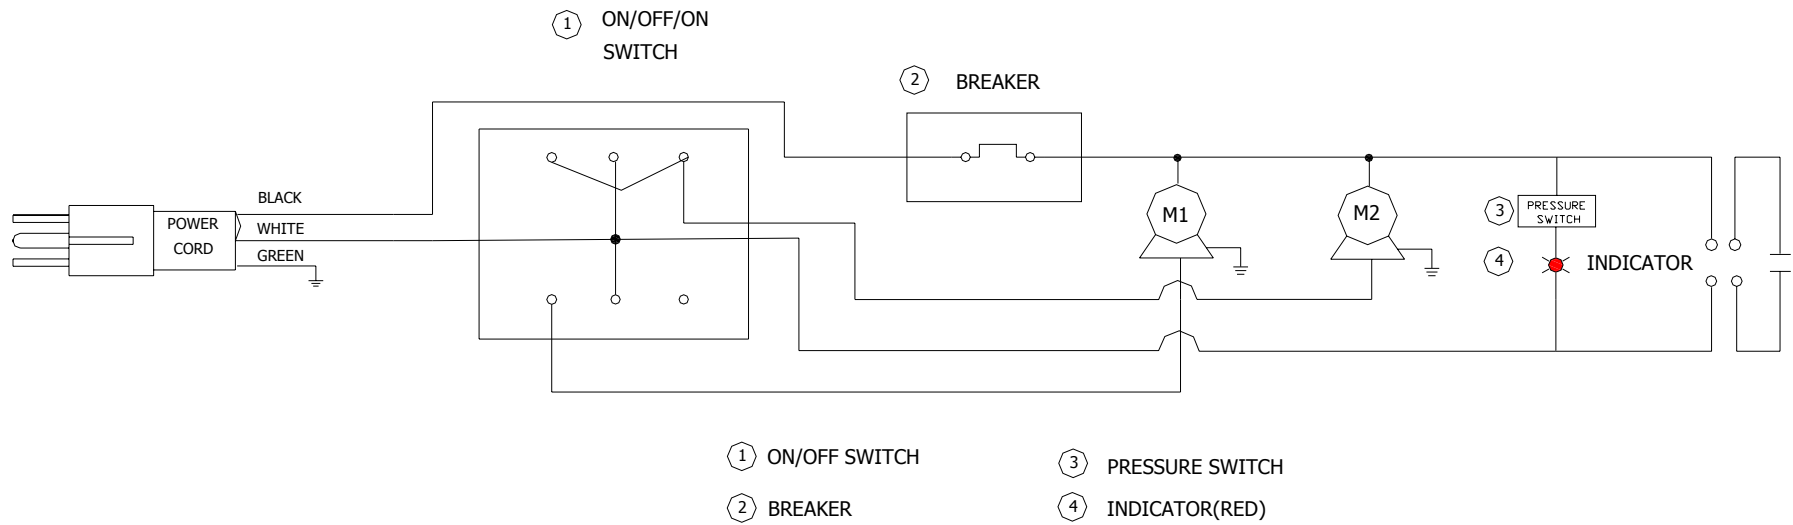 1 ON/OFF/ON
SWITCH
2 BREAKER
BLACK
POWER
CORD
WHITE
GREEN
M1
M2
3 PRESSURE
SWITCH
4 INDICATOR
1 ON/OFF SWITCH
3 PRESSURE SWITCH
2 BREAKER
4 INDICATOR(RED)